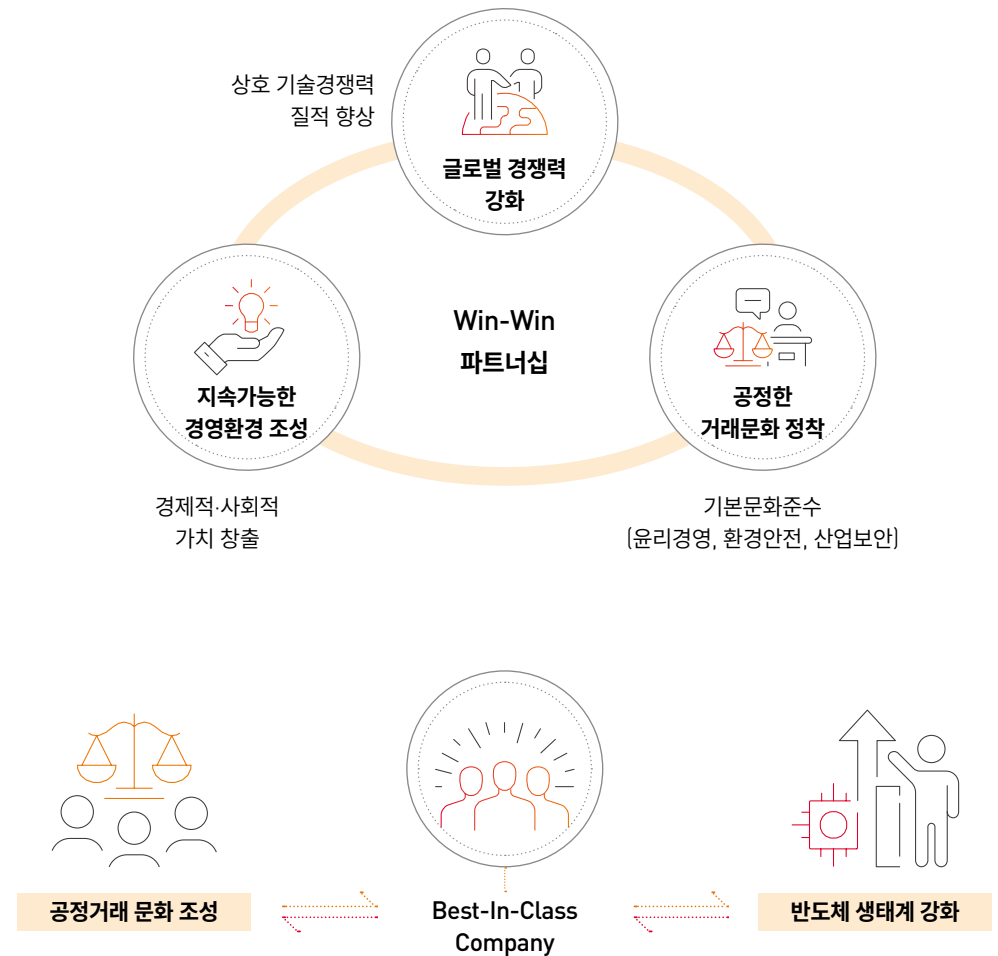 상호 기술경쟁력
질적 향상
글로벌 경쟁력
강화
Win-Win
파트너십
지속가능한
경영환경 조성
공정한
거래문화 정착
경제적·사회적
가치 창출
기본문화준수
(윤리경영, 환경안전, 산업보안)
공정거래 문화 조성
Best-In-Class
Company
반도체 생태계 강화